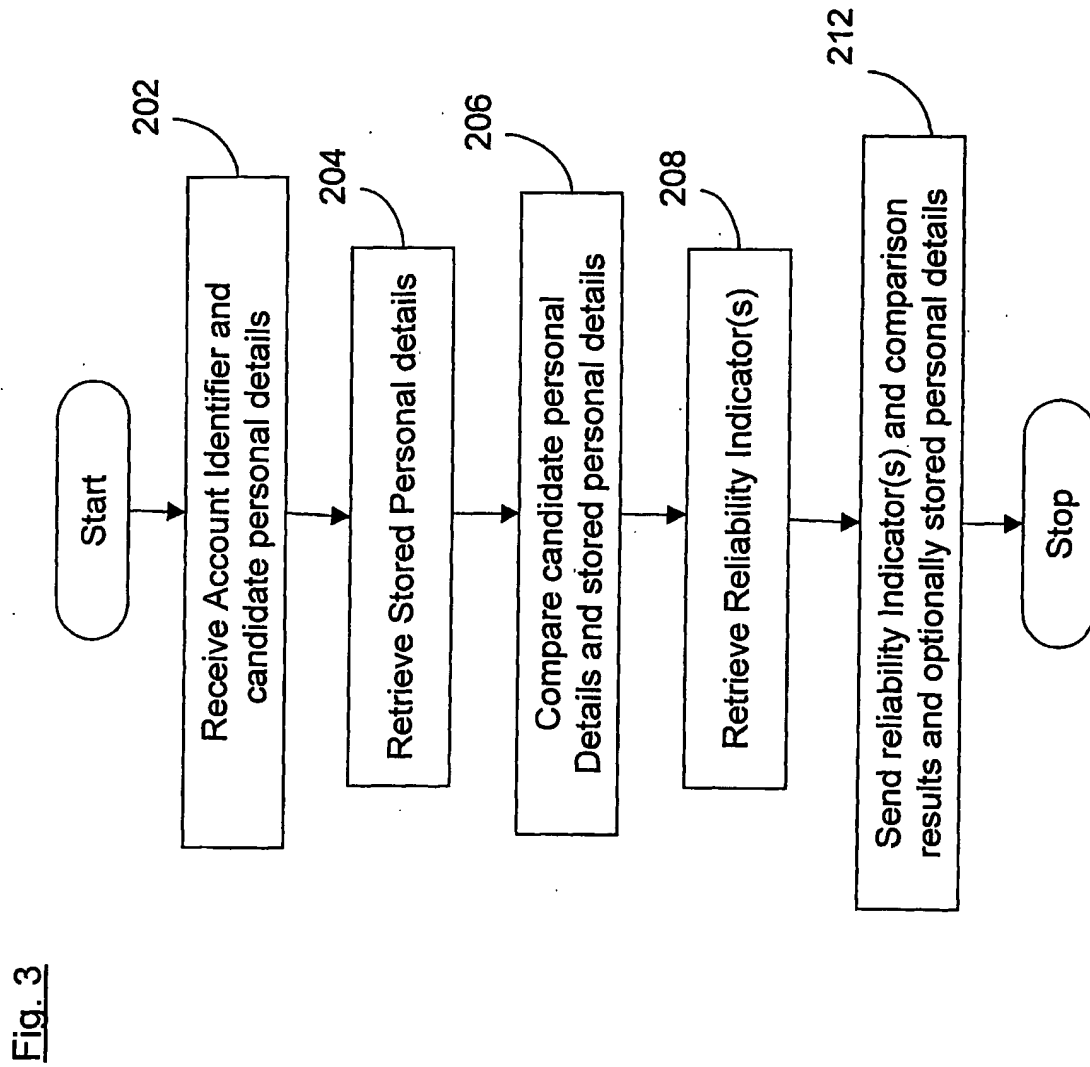 Fig. 3
Start
202
Receive Account Identifier and
candidate personal details
204
Retrieve Stored Personal details
206
Compare candidate personal
Details and stored personal details
208
Retrieve Reliability Indicator(s)
212
Send reliability Indicator(s) and comparison
results and optionally stored personal details
Stop